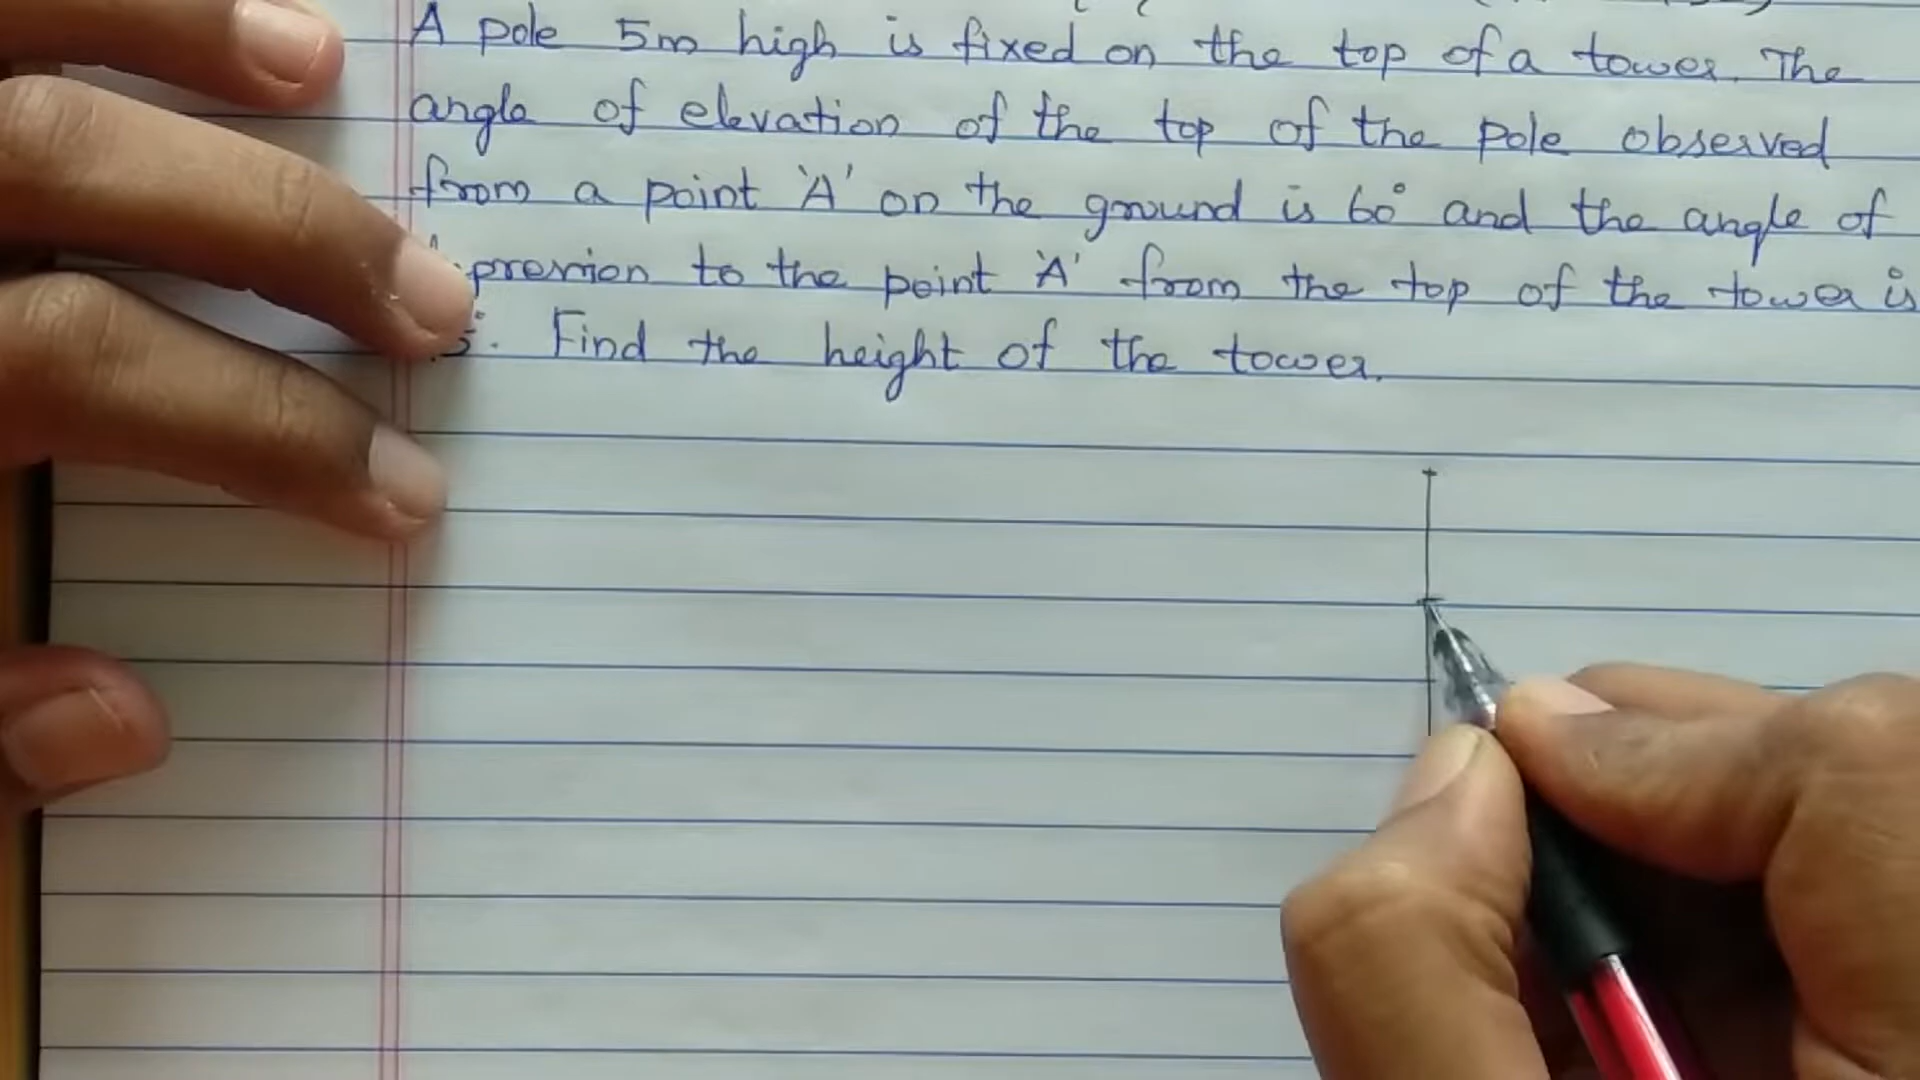 A pole 5m high is fixed on the top of a tower. The
angle of elevation of the top of the pole observed
from a point 'A' on the ground is 60° and the angle of
to the point 'A' from the top of the tower is
Find the height of the tower.